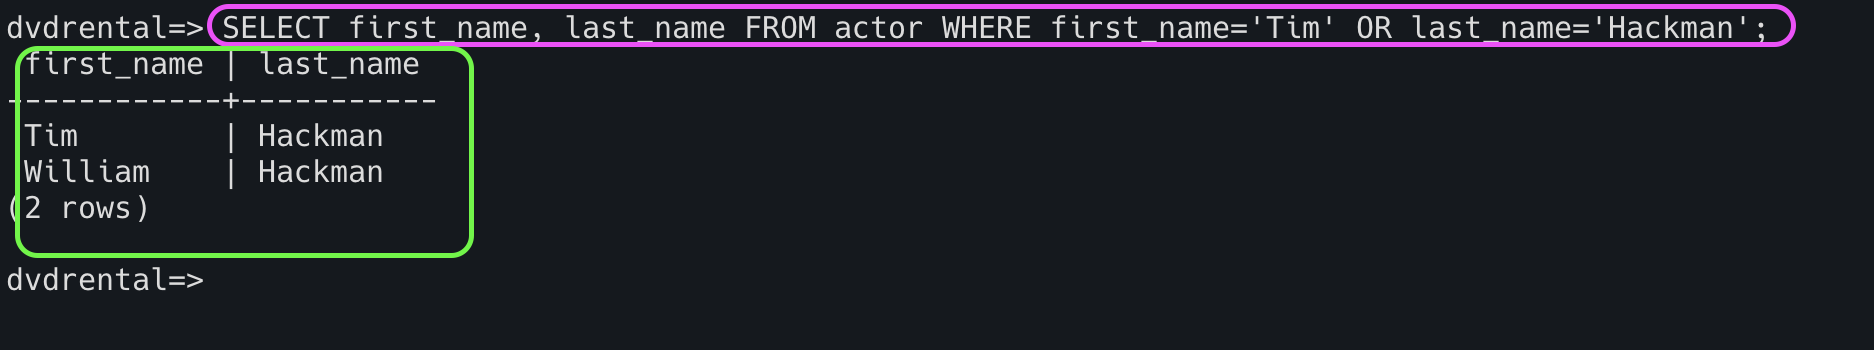 dvdrental=> SELECT first_name, last_name FROM actor WHERE first_name='Tim' OR last_name='Hackman';
 first_name | last_name
------------+-----------
 Tim        | Hackman
 William    | Hackman
(2 rows)
dvdrental=>